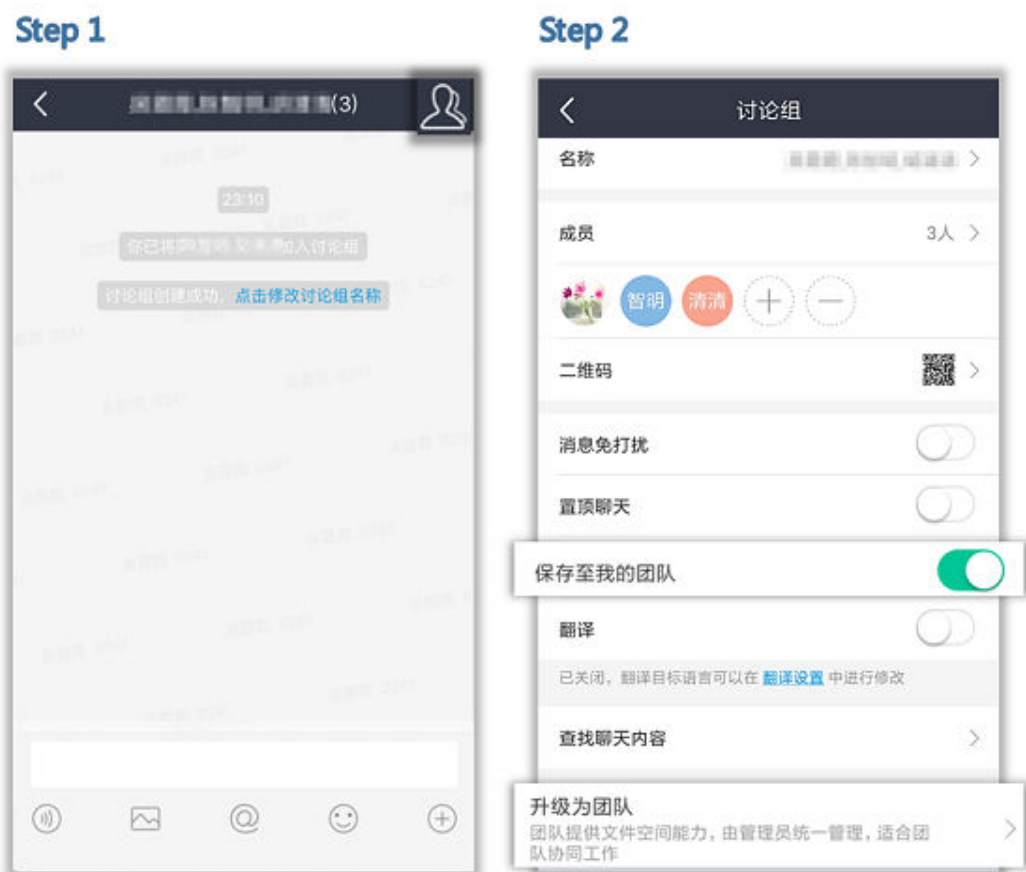 Step 1
(3)
23:10
你已将
加入讨论组
讨论组创建成功，点击修改讨论组名称
Step 2
讨论组
名称
成员
3人
智明
清清
二维码
消息免打扰
置顶聊天
保存至我的团队
翻译
已关闭，翻译目标语言可以在 翻译设置 中进行修改
查找聊天内容
升级为团队
团队提供文件空间能力，由管理员统一管理，适合团
队协同工作